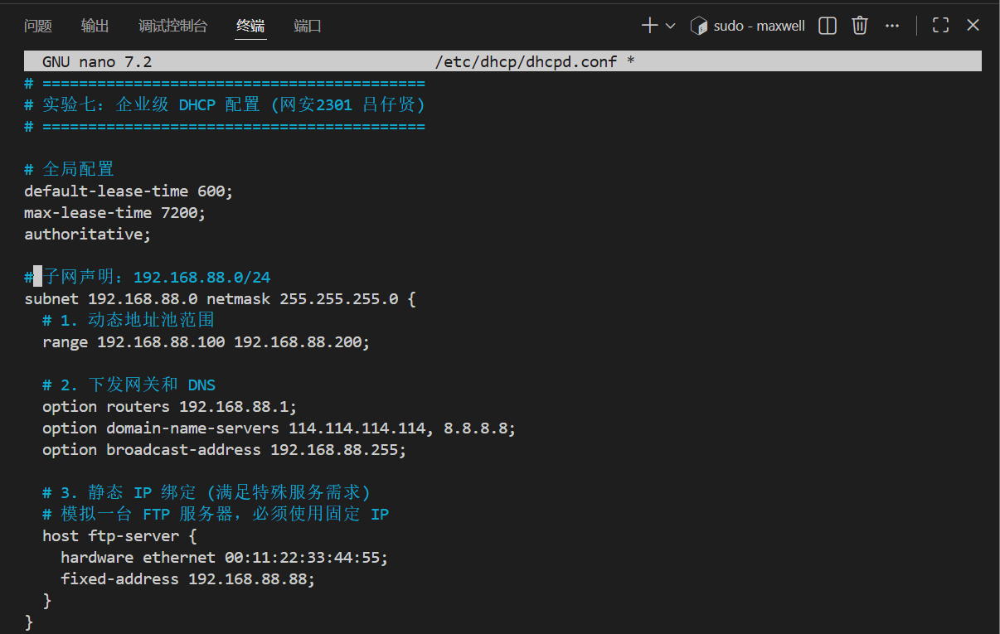 问题 输出 调试控制台 终端 端口 sudo - maxwell
GNU nano 7.2 /etc/dhcp/dhcpd.conf *
# ==========================================
# 实验七：企业级 DHCP 配置 (网安2301 吕仔贤)
# ==========================================
# 全局配置
default-lease-time 600;
max-lease-time 7200;
authoritative;
# 子网声明：192.168.88.0/24
subnet 192.168.88.0 netmask 255.255.255.0 {
# 1. 动态地址池范围
range 192.168.88.100 192.168.88.200;
# 2. 下发网关和 DNS
option routers 192.168.88.1;
option domain-name-servers 114.114.114.114, 8.8.8.8;
option broadcast-address 192.168.88.255;
# 3. 静态 IP 绑定 (满足特殊服务需求)
# 模拟一台 FTP 服务器，必须使用固定 IP
host ftp-server {
hardware ethernet 00:11:22:33:44:55;
fixed-address 192.168.88.88;
}
}